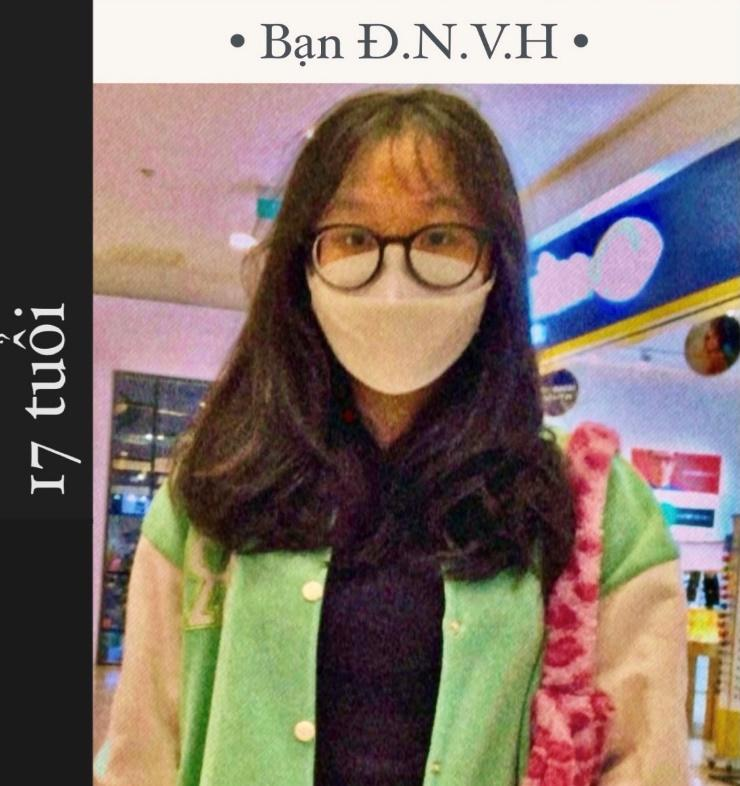 • Bạn Đ.N.V.H •
17 tuổi